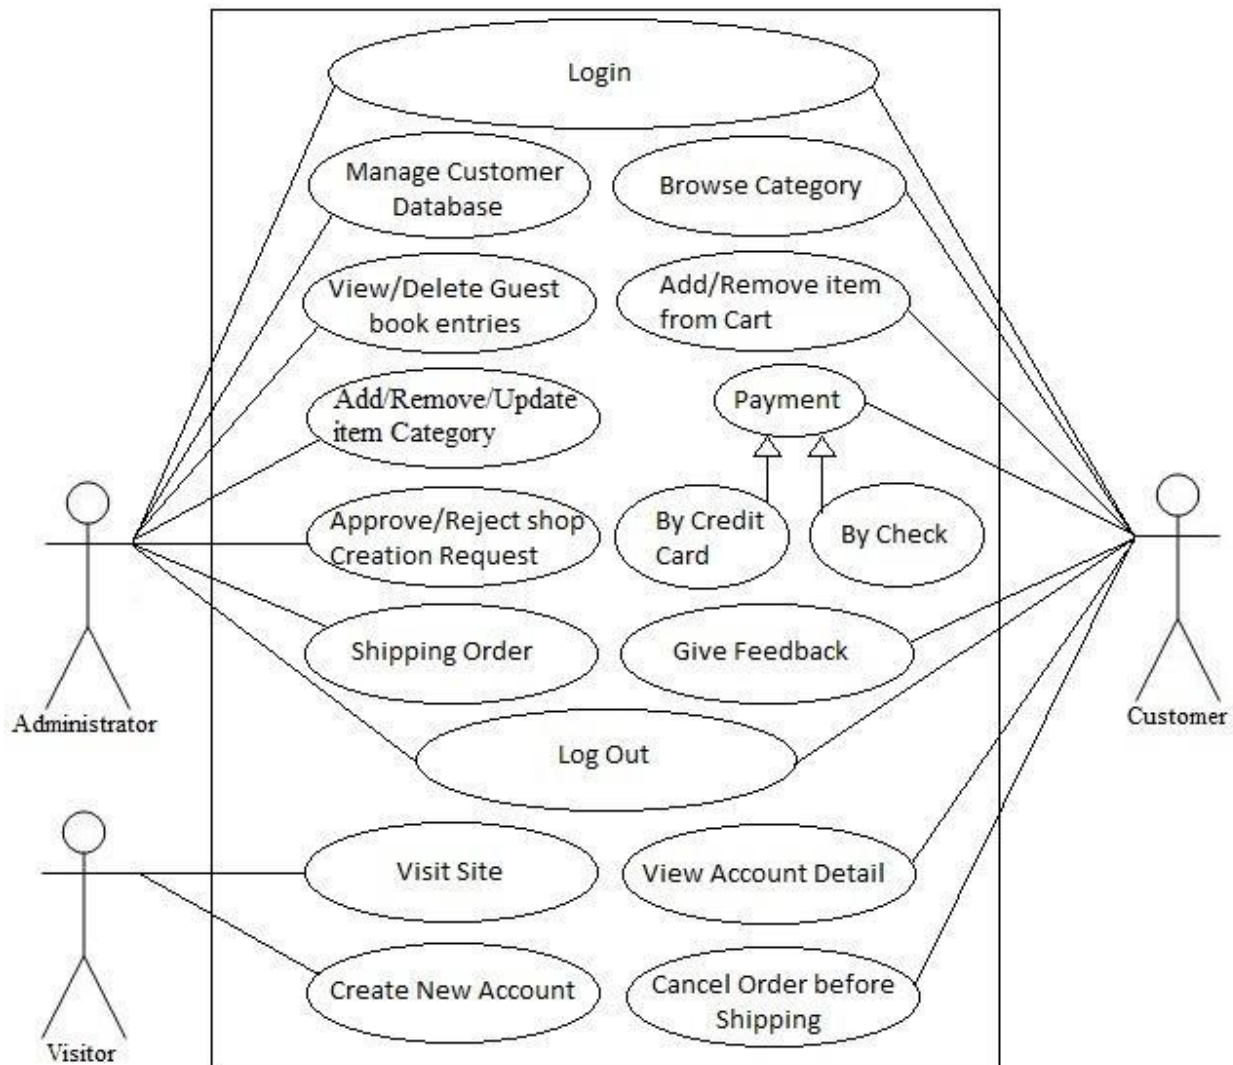 Login
Manage Customer
Database
Browse Category
View/Delete Guest
book entries
Add/Remove item
from Cart
Add/Remove/Update
item Category
Payment
Approve/Reject shop
Creation Request
By Credit
Card
By Check
Shipping Order
Give Feedback
Administrator
Customer
Log Out
Visit Site
View Account Detail
Create New Account
Cancel Order before
Shipping
Visitor